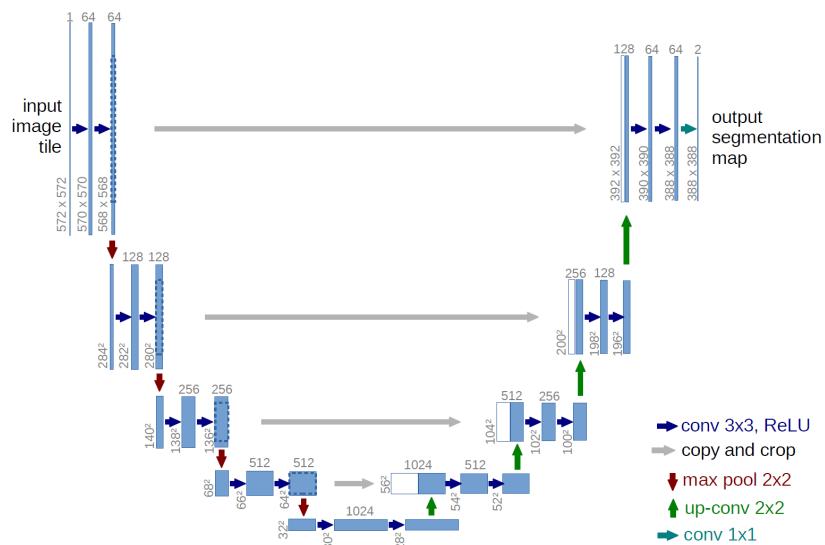 1 64 64
128 64 64 2
input
image
tile
output
segmentation
map
572 x 572
570 x 570
568 x 568
392 x 392
390 x 390
388 x 388
388 x 388
128 128
256 128
284²
282²
280²
200²
198²
196²
256 256
512 256
140²
138²
136²
104²
102²
100²
conv 3x3, ReLU
copy and crop
max pool 2x2
up-conv 2x2
conv 1x1
512 512
1024 512
68²
66²
64²
56²
54²
52²
1024
32²